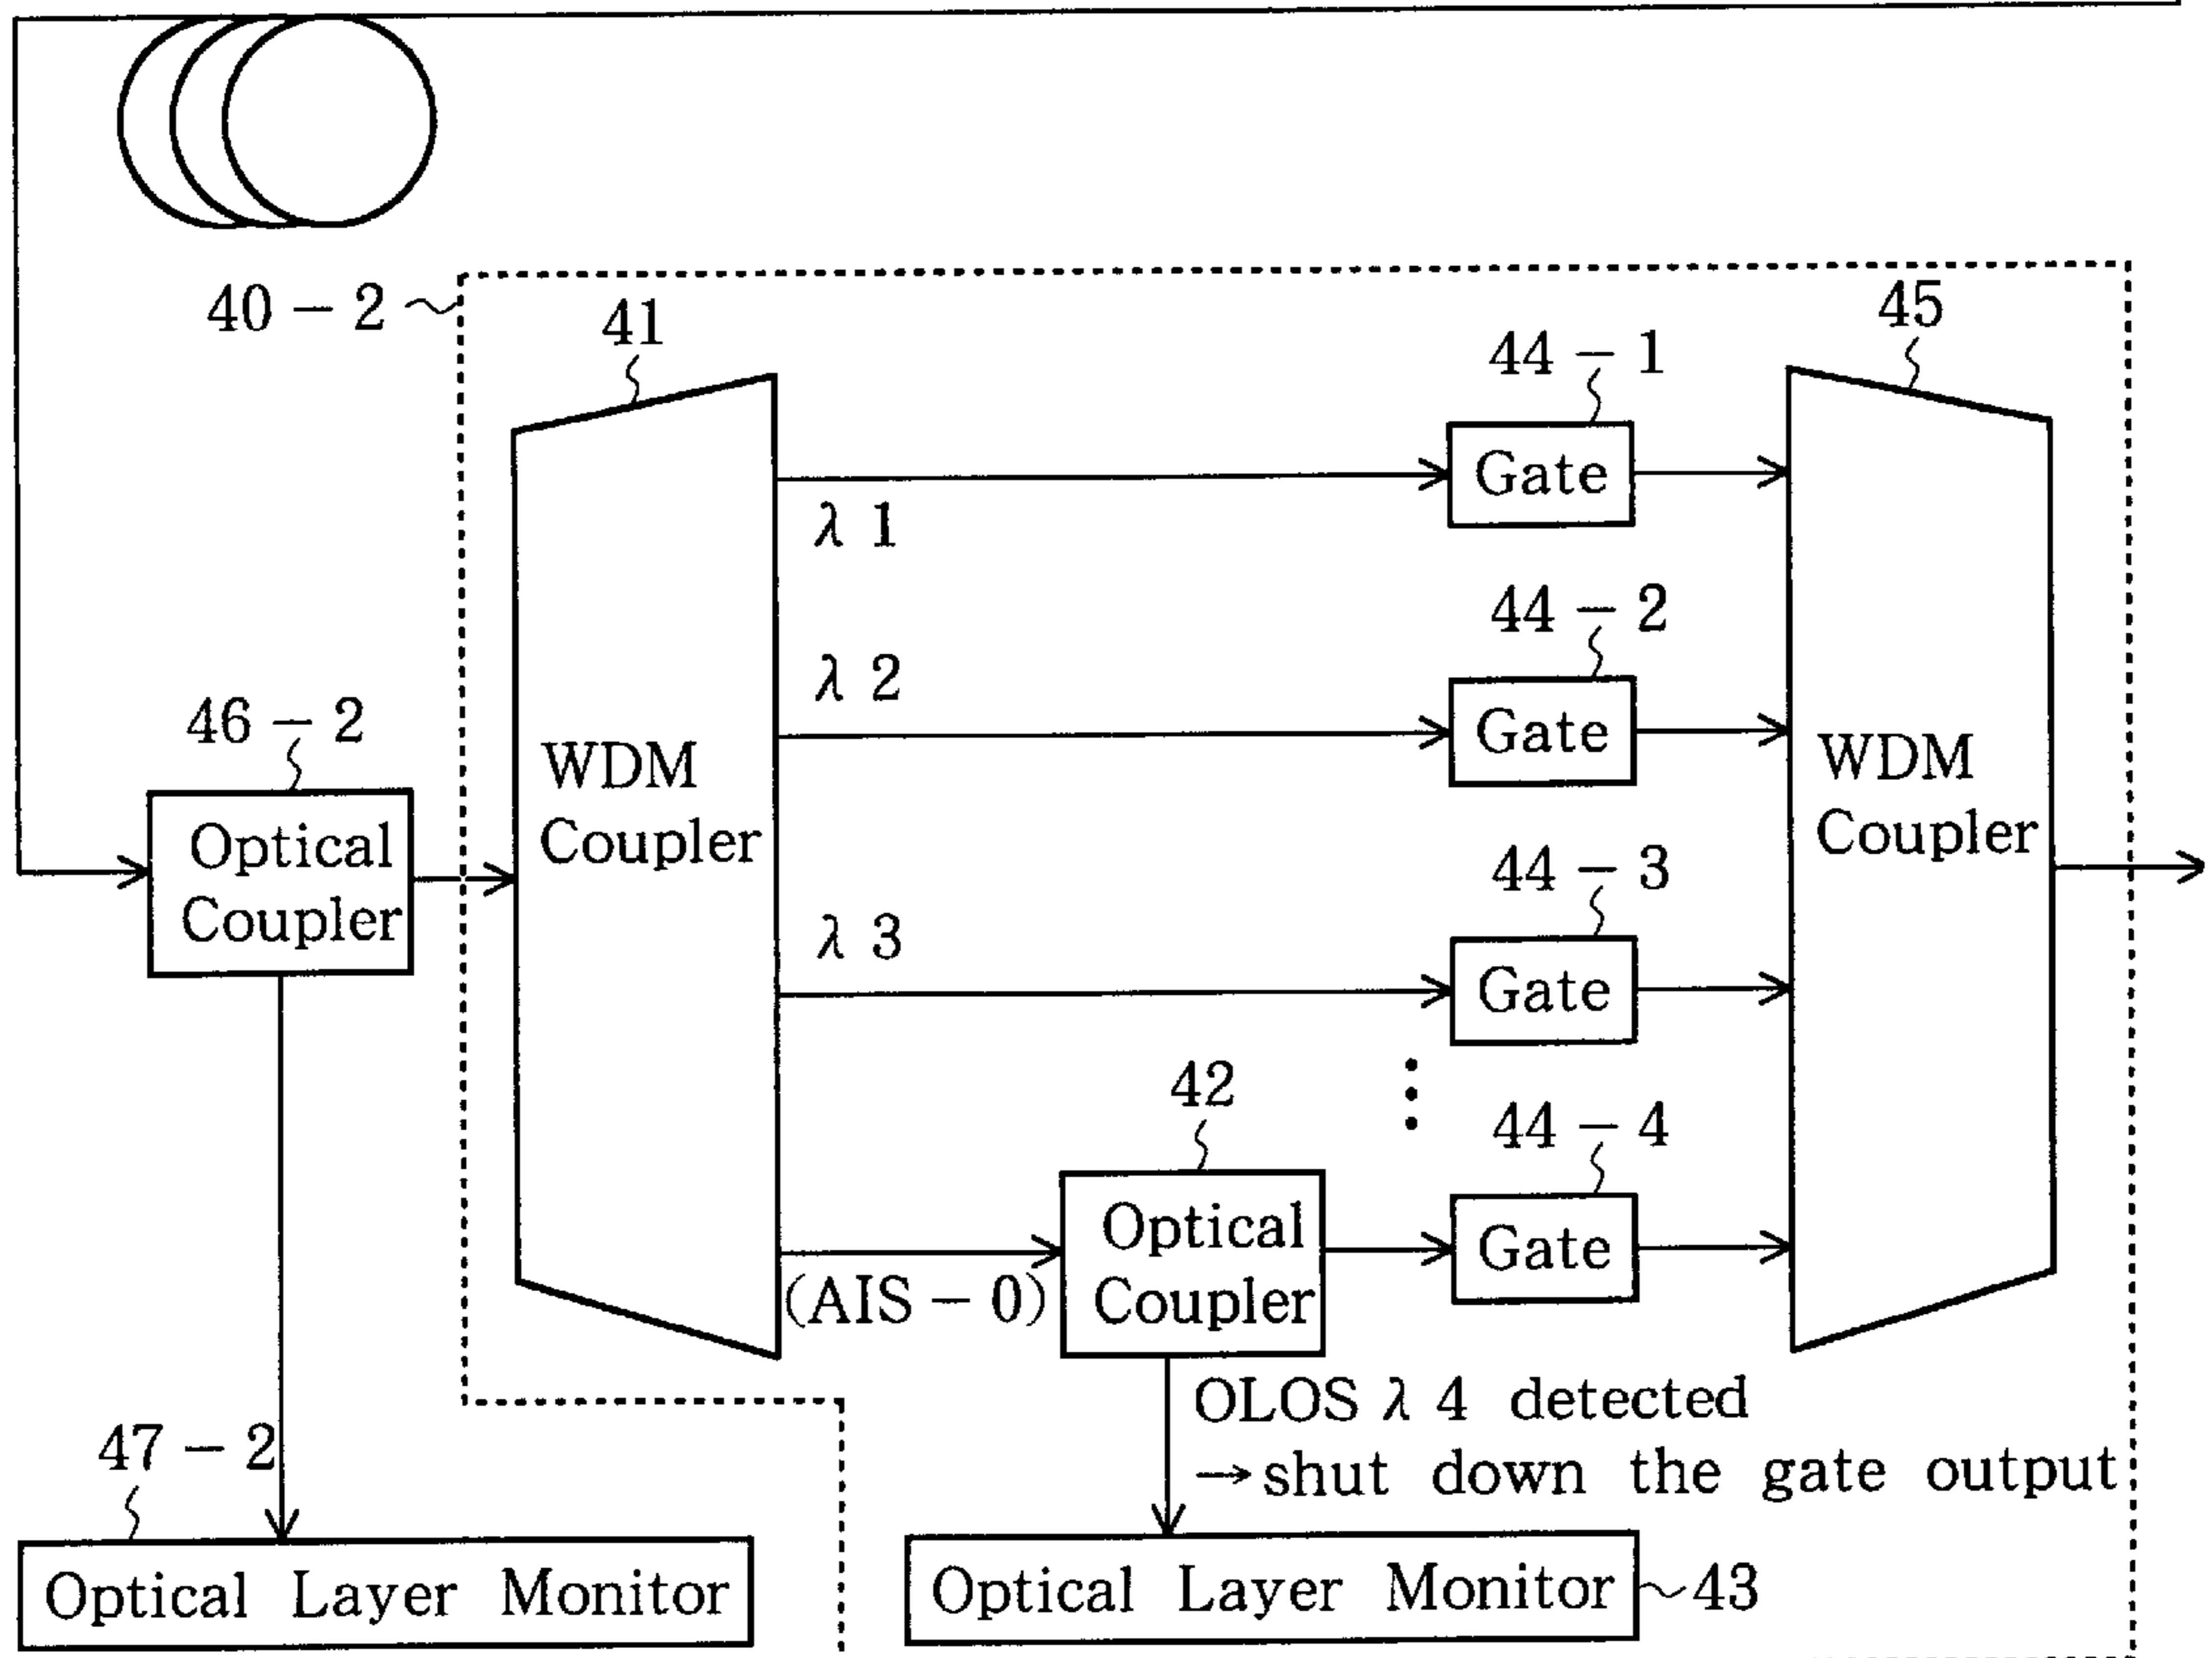 40 - 2
41
45
44 - 1
Gate
λ 1
44 - 2
λ 2
Gate
46 - 2
WDM
Coupler
WDM
Coupler
Optical
Coupler
44 - 3
λ 3
Gate
42
44 - 4
Optical
Coupler
Gate
(AIS - 0)
OLOS λ 4 detected
→ shut down the gate output
47 - 2
Optical Layer Monitor
Optical Layer Monitor
43